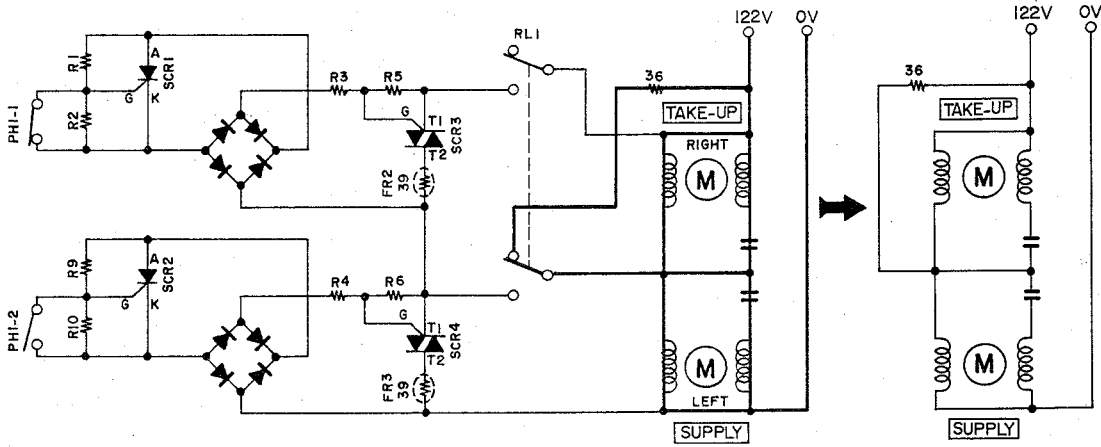 RL1
122V
0V
122V
0V
R1
A
SCR1
G
K
R2
PH1-1
R3
R5
G
T1
T2
SCR3
FR2
39
36
TAKE-UP
RIGHT
M
36
TAKE-UP
M
R9
A
SCR2
G
K
R10
PH1-2
R4
R6
G
T1
T2
SCR4
FR3
39
M
LEFT
SUPPLY
M
SUPPLY